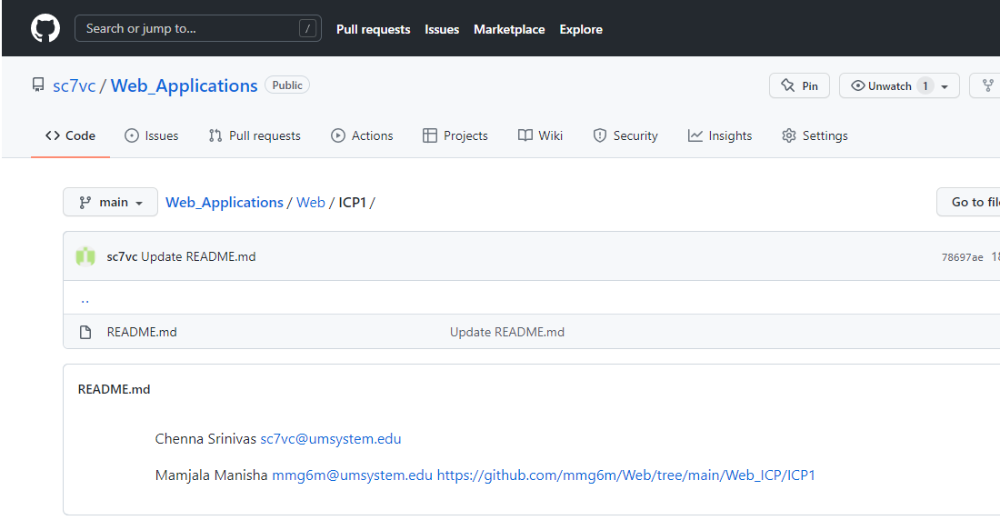 Search or jump to... /
Pull requests Issues Marketplace Explore
sc7vc / Web_Applications Public
Pin Unwatch 1
Code Issues Pull requests Actions Projects Wiki Security Insights Settings
main Web_Applications / Web / ICP1 /
Go to file
sc7vc Update README.md 78697ae 18
..
README.md Update README.md
README.md
Chenna Srinivas sc7vc@umsystem.edu
Mamjala Manisha mmg6m@umsystem.edu https://github.com/mmg6m/Web/tree/main/Web_ICP/ICP1